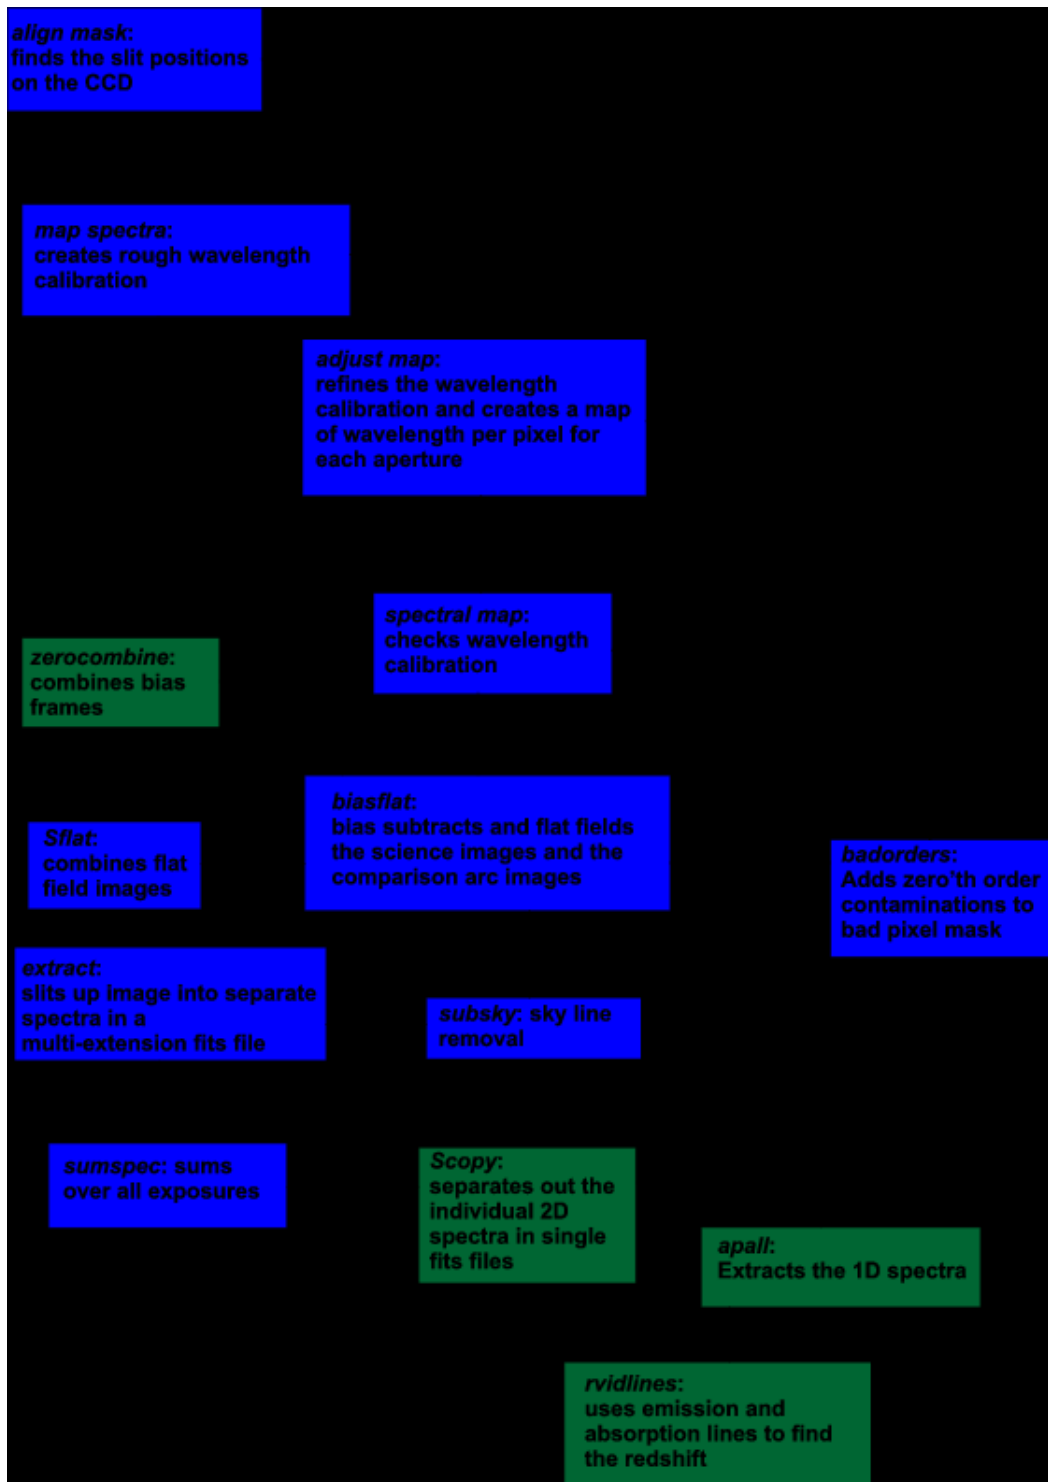 align mask:
finds the slit positions
on the CCD
map spectra:
creates rough wavelength
calibration
adjust map:
refines the wavelength
calibration and creates a map
of wavelength per pixel for
each aperture
spectral map:
checks wavelength
calibration
zerocombine:
combines bias
frames
biasflat:
bias subtracts and flat fields
the science images and the
comparison arc images
Sflat:
combines flat
field images
badorders:
Adds zero'th order
contaminations to
bad pixel mask
extract:
slits up image into separate
spectra in a
multi-extension fits file
subsky: sky line
removal
sumspec: sums
over all exposures
Scopy:
separates out the
individual 2D
spectra in single
fits files
apall:
Extracts the 1D spectra
rvidlines:
uses emission and
absorption lines to find
the redshift